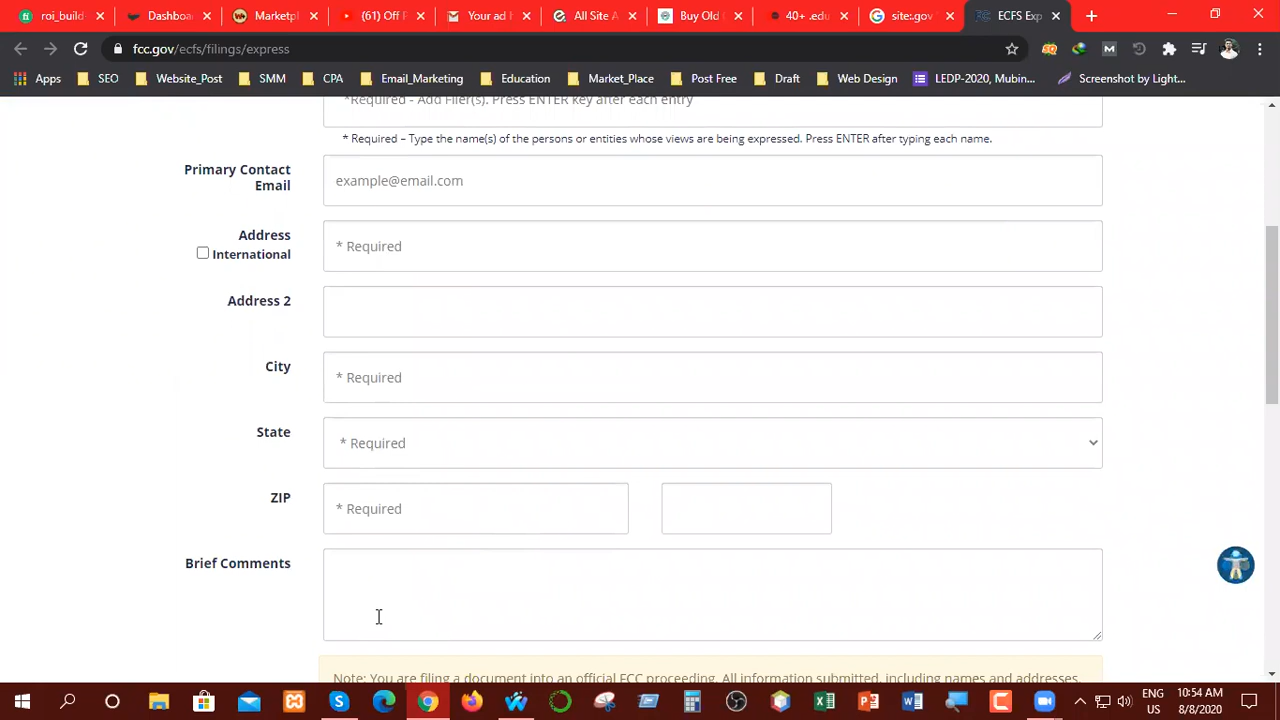 roi_build
Dashboa
Marketpl
(61) Off P
Your ad h
All Site A
Buy Old G
40+ .edu
site:.gov
ECFS Exp
fcc.gov/ecfs/filings/express
Apps
SEO
Website_Post
SMM
CPA
Email_Marketing
Education
Market_Place
Post Free
Draft
Web Design
LEDP-2020, Mubin...
Screenshot by Light...
*Required - Add Filer(s). Press ENTER key after each entry
* Required – Type the name(s) of the persons or entities whose views are being expressed. Press ENTER after typing each name.
Primary Contact
Email
example@email.com
Address
International
* Required
Address 2
City
* Required
State
* Required
ZIP
* Required
Brief Comments
Note: You are filing a document into an official FCC proceeding. All information submitted, including names and addresses,
ENG
US
10:54 AM
8/8/2020